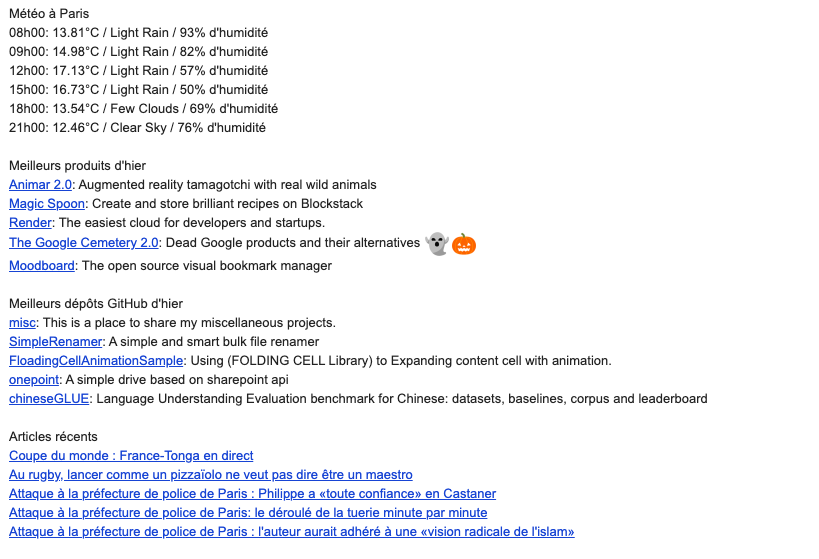 Météo à Paris
08h00: 13.81°C / Light Rain / 93% d'humidité
09h00: 14.98°C / Light Rain / 82% d'humidité
12h00: 17.13°C / Light Rain / 57% d'humidité
15h00: 16.73°C / Light Rain / 50% d'humidité
18h00: 13.54°C / Few Clouds / 69% d'humidité
21h00: 12.46°C / Clear Sky / 76% d'humidité
Meilleurs produits d'hier
Animar 2.0: Augmented reality tamagotchi with real wild animals
Magic Spoon: Create and store brilliant recipes on Blockstack
Render: The easiest cloud for developers and startups.
The Google Cemetery 2.0: Dead Google products and their alternatives 👻🎃
Moodboard: The open source visual bookmark manager
Meilleurs dépôts GitHub d'hier
misc: This is a place to share my miscellaneous projects.
SimpleRenamer: A simple and smart bulk file renamer
FloadingCellAnimationSample: Using (FOLDING CELL Library) to Expanding content cell with animation.
onepoint: A simple drive based on sharepoint api
chineseGLUE: Language Understanding Evaluation benchmark for Chinese: datasets, baselines, corpus and leaderboard
Articles récents
Coupe du monde : France-Tonga en direct
Au rugby, lancer comme un pizzaïolo ne veut pas dire être un maestro
Attaque à la préfecture de police de Paris : Philippe a «toute confiance» en Castaner
Attaque à la préfecture de police de Paris: le déroulé de la tuerie minute par minute
Attaque à la préfecture de police de Paris : l'auteur aurait adhéré à une «vision radicale de l'islam»